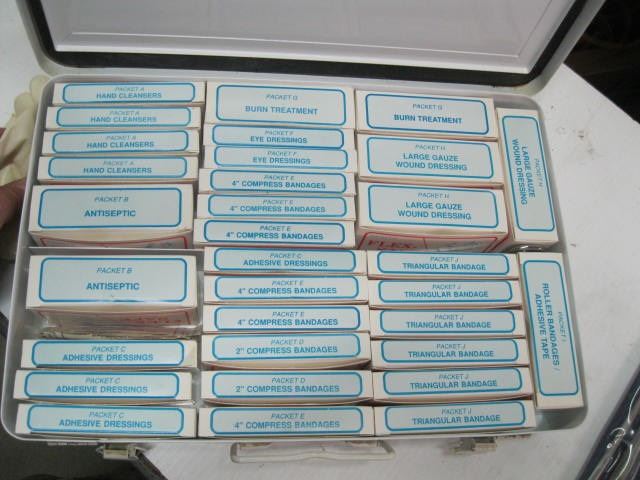 PACKET A
HAND CLEANSERS
PACKET A
HAND CLEANSERS
PACKET A
HAND CLEANSERS
PACKET A
HAND CLEANSERS
PACKET B
ANTISEPTIC
PACKET B
ANTISEPTIC
PACKET C
ADHESIVE DRESSINGS
PACKET C
ADHESIVE DRESSINGS
PACKET C
ADHESIVE DRESSINGS
PACKET G
BURN TREATMENT
PACKET F
EYE DRESSINGS
PACKET F
EYE DRESSINGS
PACKET E
4" COMPRESS BANDAGES
PACKET E
4" COMPRESS BANDAGES
PACKET E
4" COMPRESS BANDAGES
PACKET C
ADHESIVE DRESSINGS
PACKET E
4" COMPRESS BANDAGES
PACKET E
4" COMPRESS BANDAGES
PACKET D
2" COMPRESS BANDAGES
PACKET D
2" COMPRESS BANDAGES
PACKET E
4" COMPRESS BANDAGES
PACKET G
BURN TREATMENT
PACKET H
LARGE GAUZE
WOUND DRESSING
PACKET H
LARGE GAUZE
WOUND DRESSING
FLEX-
PACKET J
TRIANGULAR BANDAGE
PACKET J
TRIANGULAR BANDAGE
PACKET J
TRIANGULAR BANDAGE
PACKET J
TRIANGULAR BANDAGE
PACKET J
TRIANGULAR BANDAGE
PACKET J
TRIANGULAR BANDAGE
PACKET H
LARGE GAUZE
WOUND DRESSING
PACKET I
ROLLER BANDAGES /
ADHESIVE TAPE